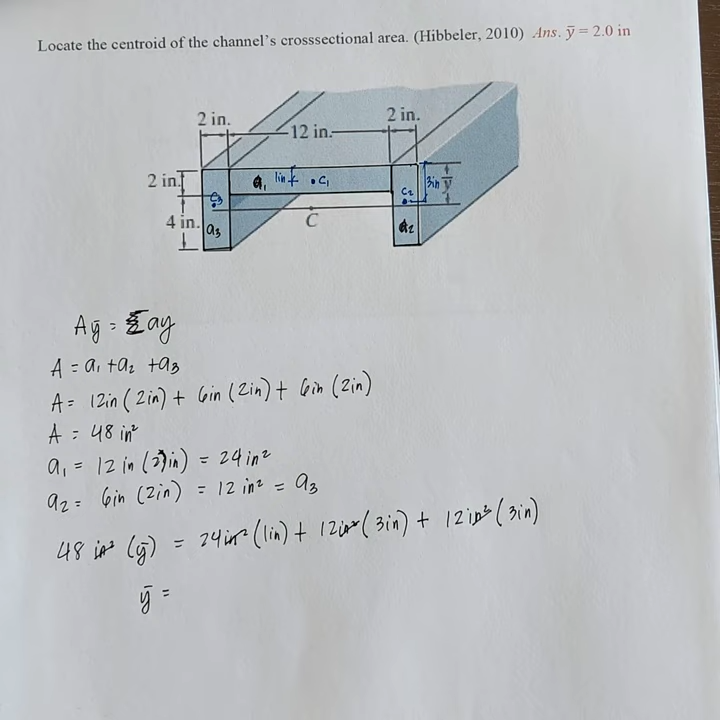 Locate the centroid of the channel's crosssectional area. (Hibbeler, 2010) Ans. ȳ = 2.0 in
2 in.
12 in.
2 in.
2 in.
a₁ 1in • C₁
C₃
C₂
3in
ȳ
4 in.
a₃
C
a₂
Aȳ = Σay
A = a₁ + a₂ + a₃
A = 12in (2in) + 6in (2in) + 6in (2in)
A = 48 in²
a₁ = 12 in (2in) = 24 in²
a₂ = 6in (2in) = 12 in² = a₃
48 in² (ȳ) = 24in² (1in) + 12in² (3in) + 12in² (3in)
ȳ =